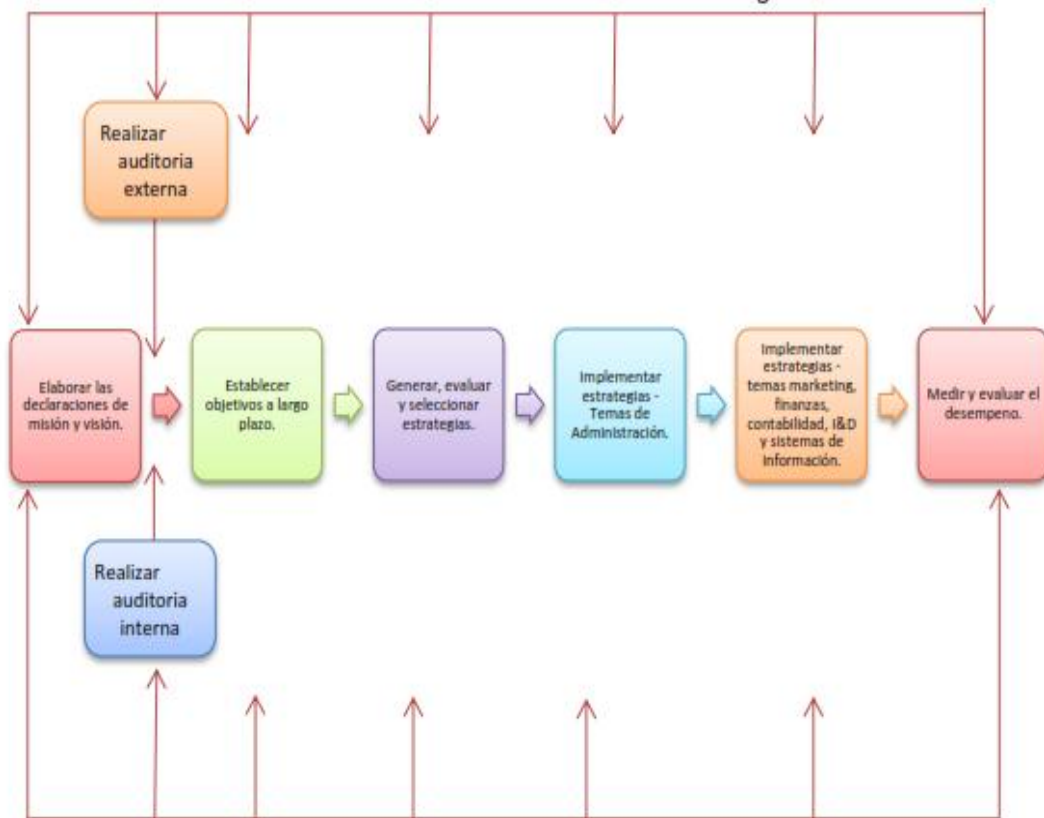 Realizar
auditoria
externa
Elaborar las
declaraciones de
misión y visión.
Establecer
objetivos a largo
plazo.
Generar, evaluar
y seleccionar
estrategias.
Implementar
estrategias -
Temas de
Administración.
Implementar
estrategias -
temas marketing,
finanzas,
contabilidad, I&D
y sistemas de
información.
Medir y evaluar el
desempeno.
Realizar
auditoria
interna